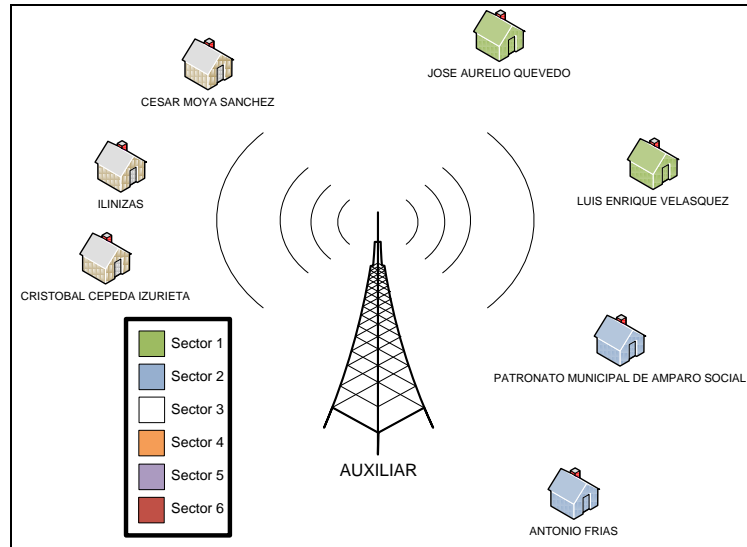 JOSE AURELIO QUEVEDO
CESAR MOYA SANCHEZ
ILINIZAS
LUIS ENRIQUE VELASQUEZ
CRISTOBAL CEPEDA IZURIETA
Sector 1
Sector 2
Sector 3
Sector 4
Sector 5
Sector 6
PATRONATO MUNICIPAL DE AMPARO SOCIAL
AUXILIAR
ANTONIO FRIAS